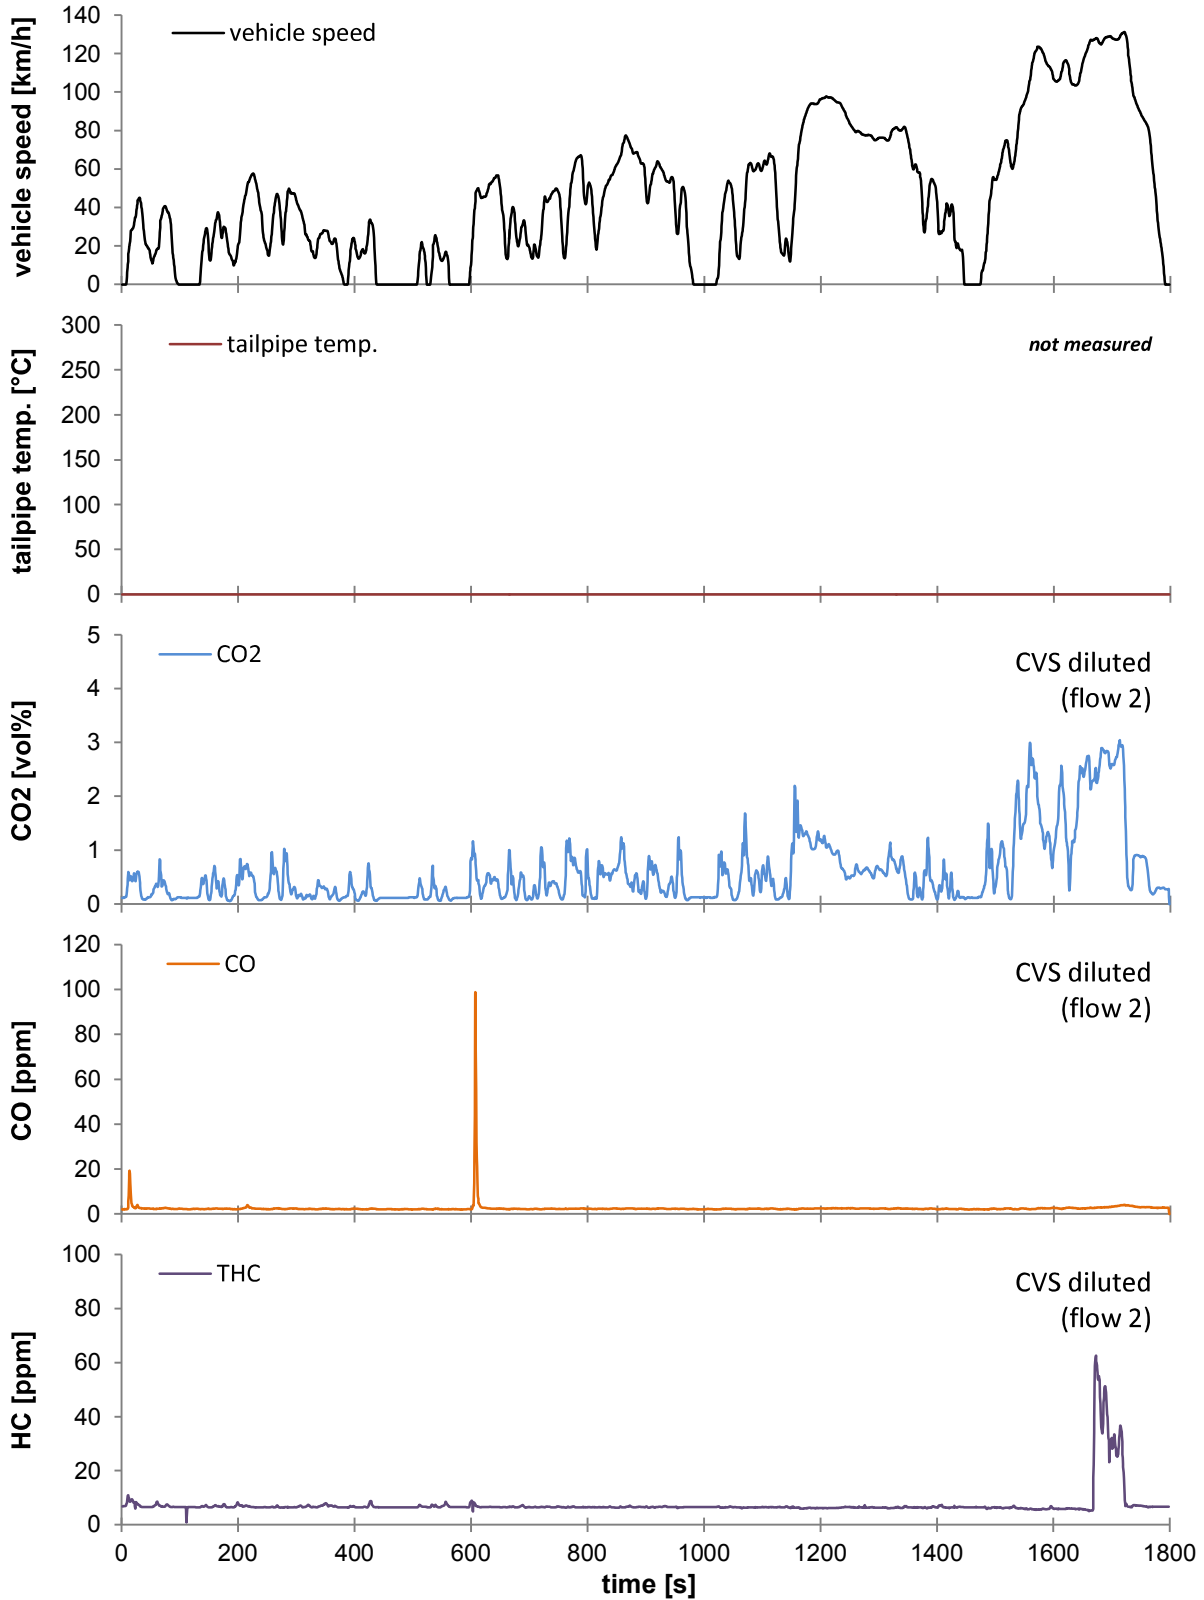 140
120
100
80
60
40
20
0
vehicle speed [km/h]
vehicle speed
300
250
200
150
100
50
0
tailpipe temp. [°C]
tailpipe temp.
not measured
5
4
3
2
1
0
CO2 [vol%]
CO2
CVS diluted
(flow 2)
120
100
80
60
40
20
0
CO [ppm]
CO
CVS diluted
(flow 2)
100
80
60
40
20
0
HC [ppm]
THC
CVS diluted
(flow 2)
0 200 400 600 800 1000 1200 1400 1600 1800
time [s]